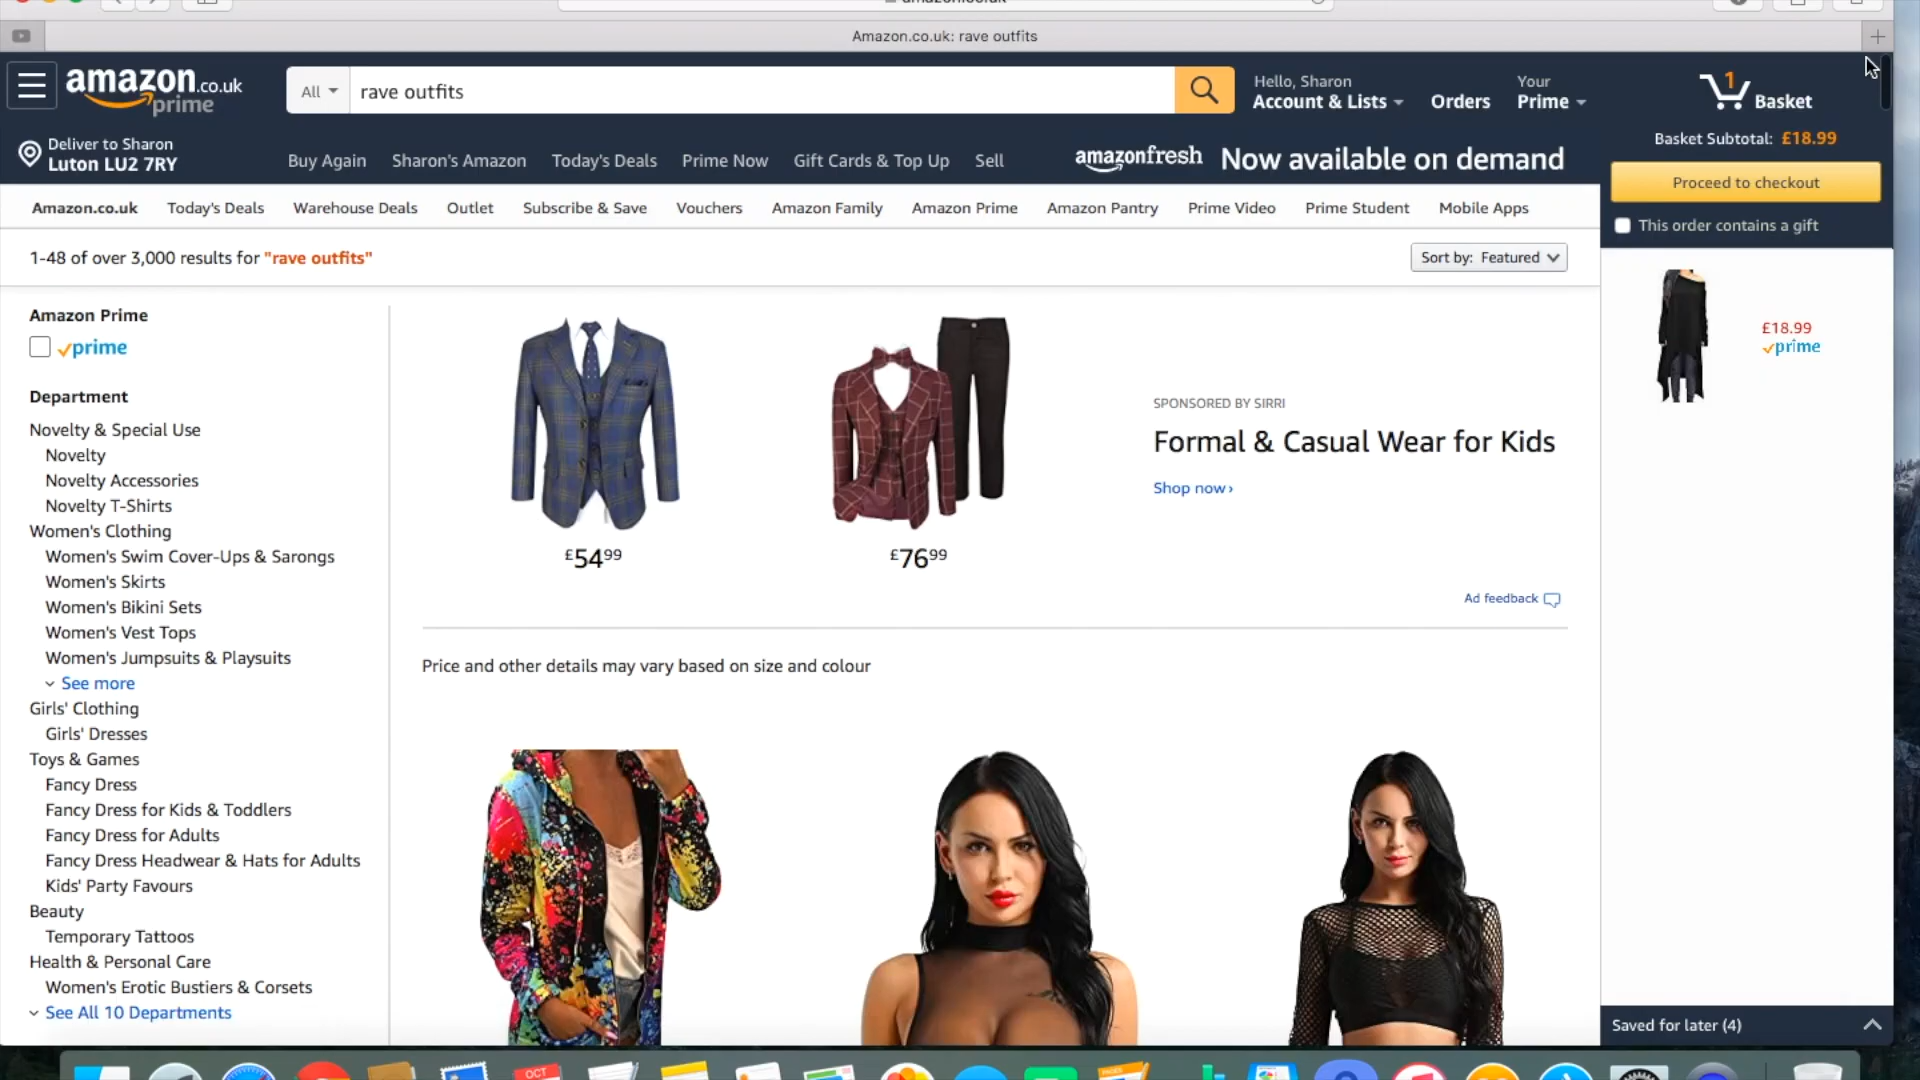 Amazon.co.uk: rave outfits
amazon.co.uk
prime
All
rave outfits
Hello, Sharon
Account & Lists
Orders
Your
Prime
1
Basket
Deliver to Sharon
Luton LU2 7RY
Buy Again
Sharon's Amazon
Today's Deals
Prime Now
Gift Cards & Top Up
Sell
amazonfresh Now available on demand
Basket Subtotal: £18.99
Proceed to checkout
This order contains a gift
Amazon.co.uk
Today's Deals
Warehouse Deals
Outlet
Subscribe & Save
Vouchers
Amazon Family
Amazon Prime
Amazon Pantry
Prime Video
Prime Student
Mobile Apps
1-48 of over 3,000 results for "rave outfits"
Sort by: Featured
Amazon Prime
prime
Department
Novelty & Special Use
Novelty
Novelty Accessories
Novelty T-Shirts
Women's Clothing
Women's Swim Cover-Ups & Sarongs
Women's Skirts
Women's Bikini Sets
Women's Vest Tops
Women's Jumpsuits & Playsuits
See more
Girls' Clothing
Girls' Dresses
Toys & Games
Fancy Dress
Fancy Dress for Kids & Toddlers
Fancy Dress for Adults
Fancy Dress Headwear & Hats for Adults
Kids' Party Favours
Beauty
Temporary Tattoos
Health & Personal Care
Women's Erotic Bustiers & Corsets
See All 10 Departments
£5499
£7699
SPONSORED BY SIRRI
Formal & Casual Wear for Kids
Shop now›
Ad feedback
Price and other details may vary based on size and colour
£18.99
prime
Saved for later (4)
OCT
PAGES